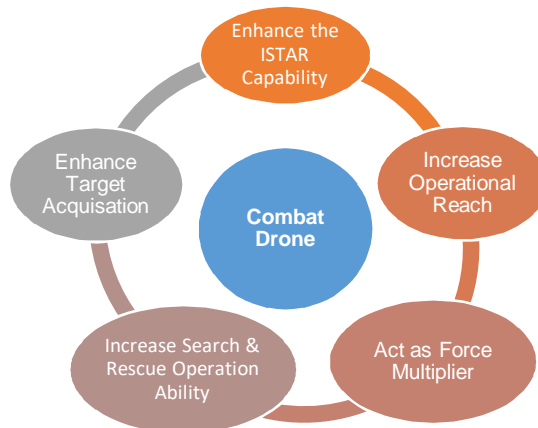 Enhance the
ISTAR
Capability
Increase
Operational
Reach
Act as Force
Multiplier
Increase Search &
Rescue Operation
Ability
Enhance
Target
Acquisation
Combat
Drone